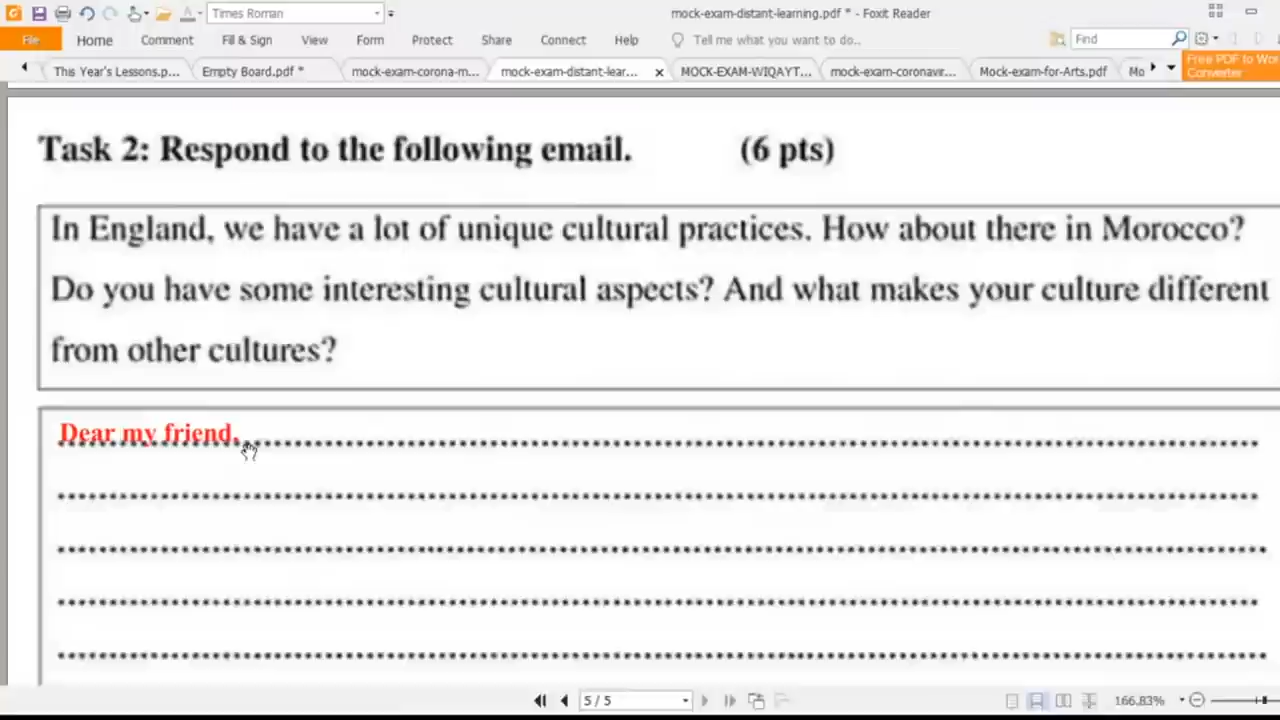 Times Roman
mock-exam-distant-learning.pdf * - Foxit Reader
File Home Comment Fill & Sign View Form Protect Share Connect Help Tell me what you want to do.. Find
This Year's Lessons.p... Empty Board.pdf * mock-exam-corona-m... mock-exam-distant-lear... MOCK-EXAM-WIQAYT... mock-exam-coronavir... Mock-exam-for-Arts.pdf Mo
Free PDF to Wor
Converter
Task 2: Respond to the following email. (6 pts)
In England, we have a lot of unique cultural practices. How about there in Morocco?
Do you have some interesting cultural aspects? And what makes your culture different
from other cultures?
Dear my friend,
5 / 5 166.83%